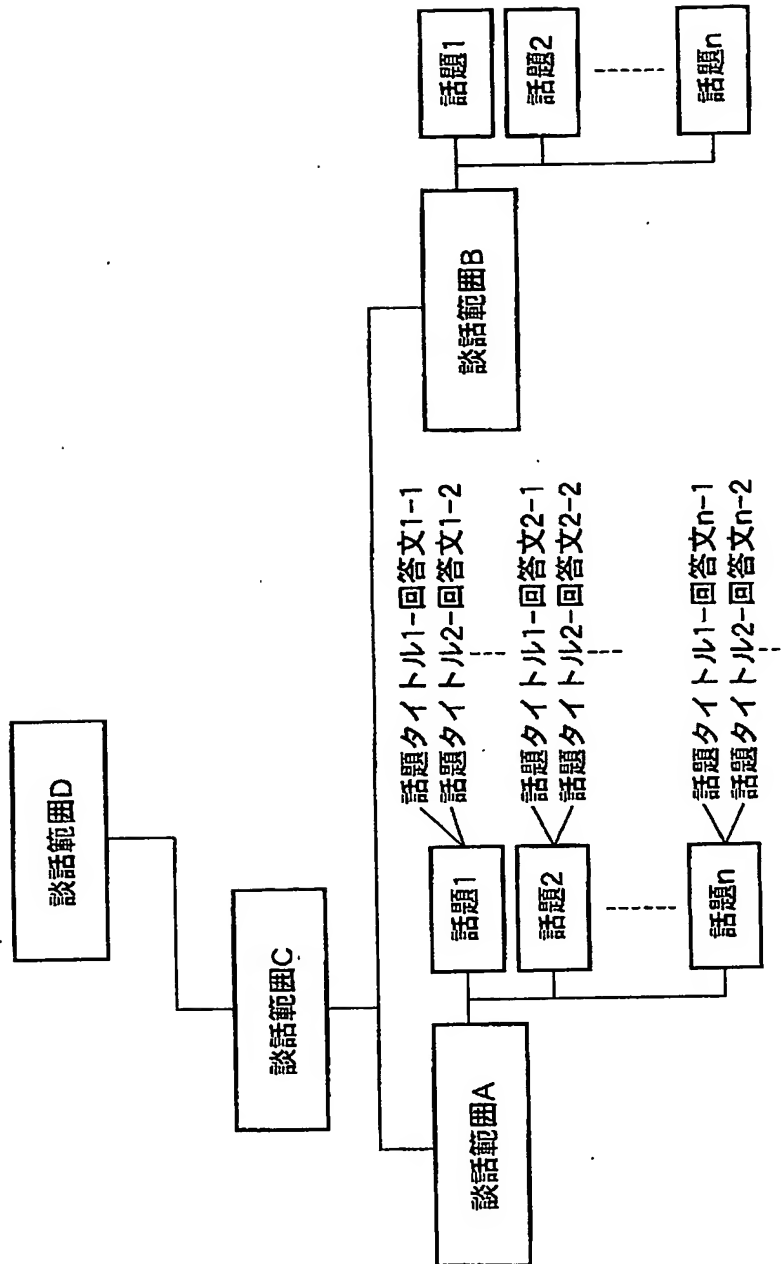 談話範囲D
談話範囲C
談話範囲A
話題1
話題タイトル1-回答文1-1
話題タイトル2-回答文1-2
話題2
話題タイトル1-回答文2-1
話題タイトル2-回答文2-2
話題n
話題タイトル1-回答文n-1
話題タイトル2-回答文n-2
談話範囲B
話題1
話題2
話題n